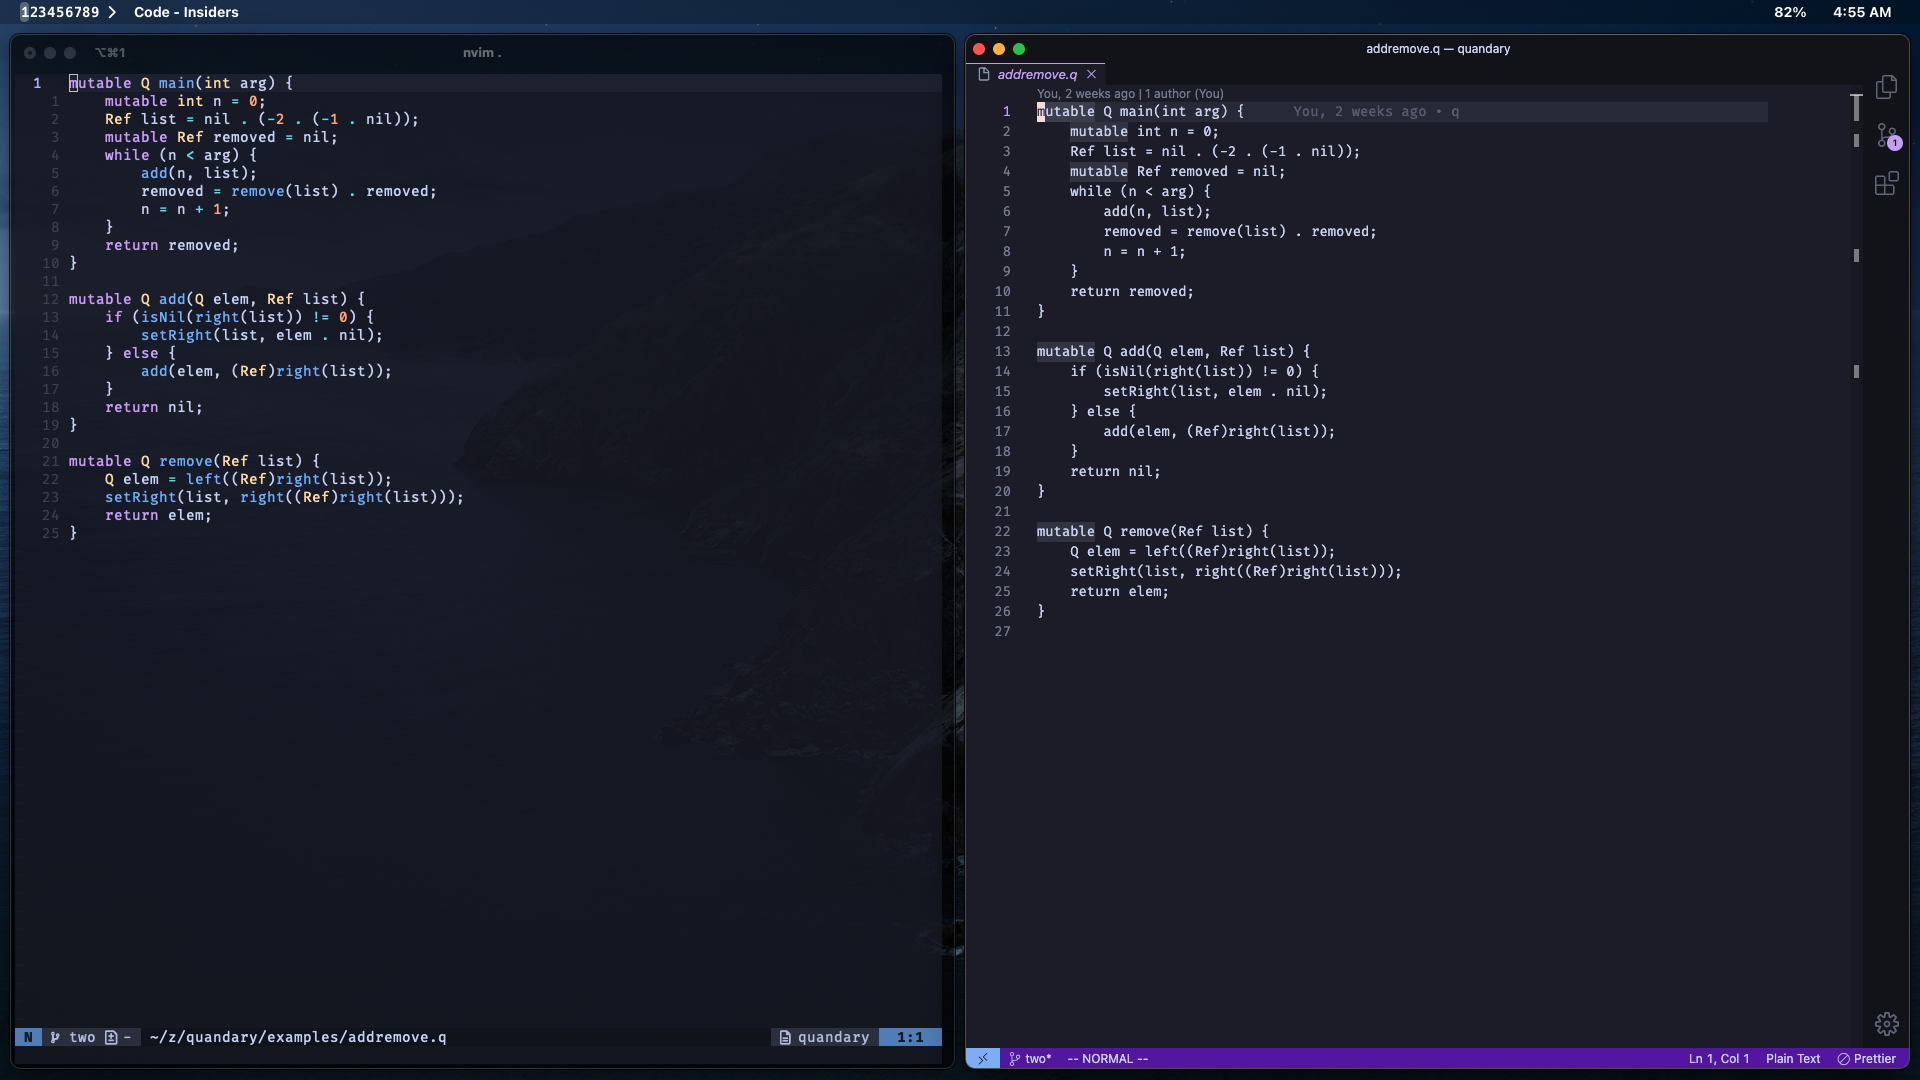 123456789 Code - Insiders 82% 4:55 AM
⌥⌘1 nvim .
1 mutable Q main(int arg) {
1     mutable int n = 0;
2     Ref list = nil . (-2 . (-1 . nil));
3     mutable Ref removed = nil;
4     while (n < arg) {
5         add(n, list);
6         removed = remove(list) . removed;
7         n = n + 1;
8     }
9     return removed;
10 }
11
12 mutable Q add(Q elem, Ref list) {
13     if (isNil(right(list)) != 0) {
14         setRight(list, elem . nil);
15     } else {
16         add(elem, (Ref)right(list));
17     }
18     return nil;
19 }
20
21 mutable Q remove(Ref list) {
22     Q elem = left((Ref)right(list));
23     setRight(list, right((Ref)right(list)));
24     return elem;
25 }
N two - ~/z/quandary/examples/addremove.q quandary 1:1
addremove.q — quandary
addremove.q
You, 2 weeks ago | 1 author (You)
1 mutable Q main(int arg) { You, 2 weeks ago • q
2     mutable int n = 0;
3     Ref list = nil . (-2 . (-1 . nil));
4     mutable Ref removed = nil;
5     while (n < arg) {
6         add(n, list);
7         removed = remove(list) . removed;
8         n = n + 1;
9     }
10     return removed;
11 }
12
13 mutable Q add(Q elem, Ref list) {
14     if (isNil(right(list)) != 0) {
15         setRight(list, elem . nil);
16     } else {
17         add(elem, (Ref)right(list));
18     }
19     return nil;
20 }
21
22 mutable Q remove(Ref list) {
23     Q elem = left((Ref)right(list));
24     setRight(list, right((Ref)right(list)));
25     return elem;
26 }
27
1
two* -- NORMAL -- Ln 1, Col 1 Plain Text Prettier